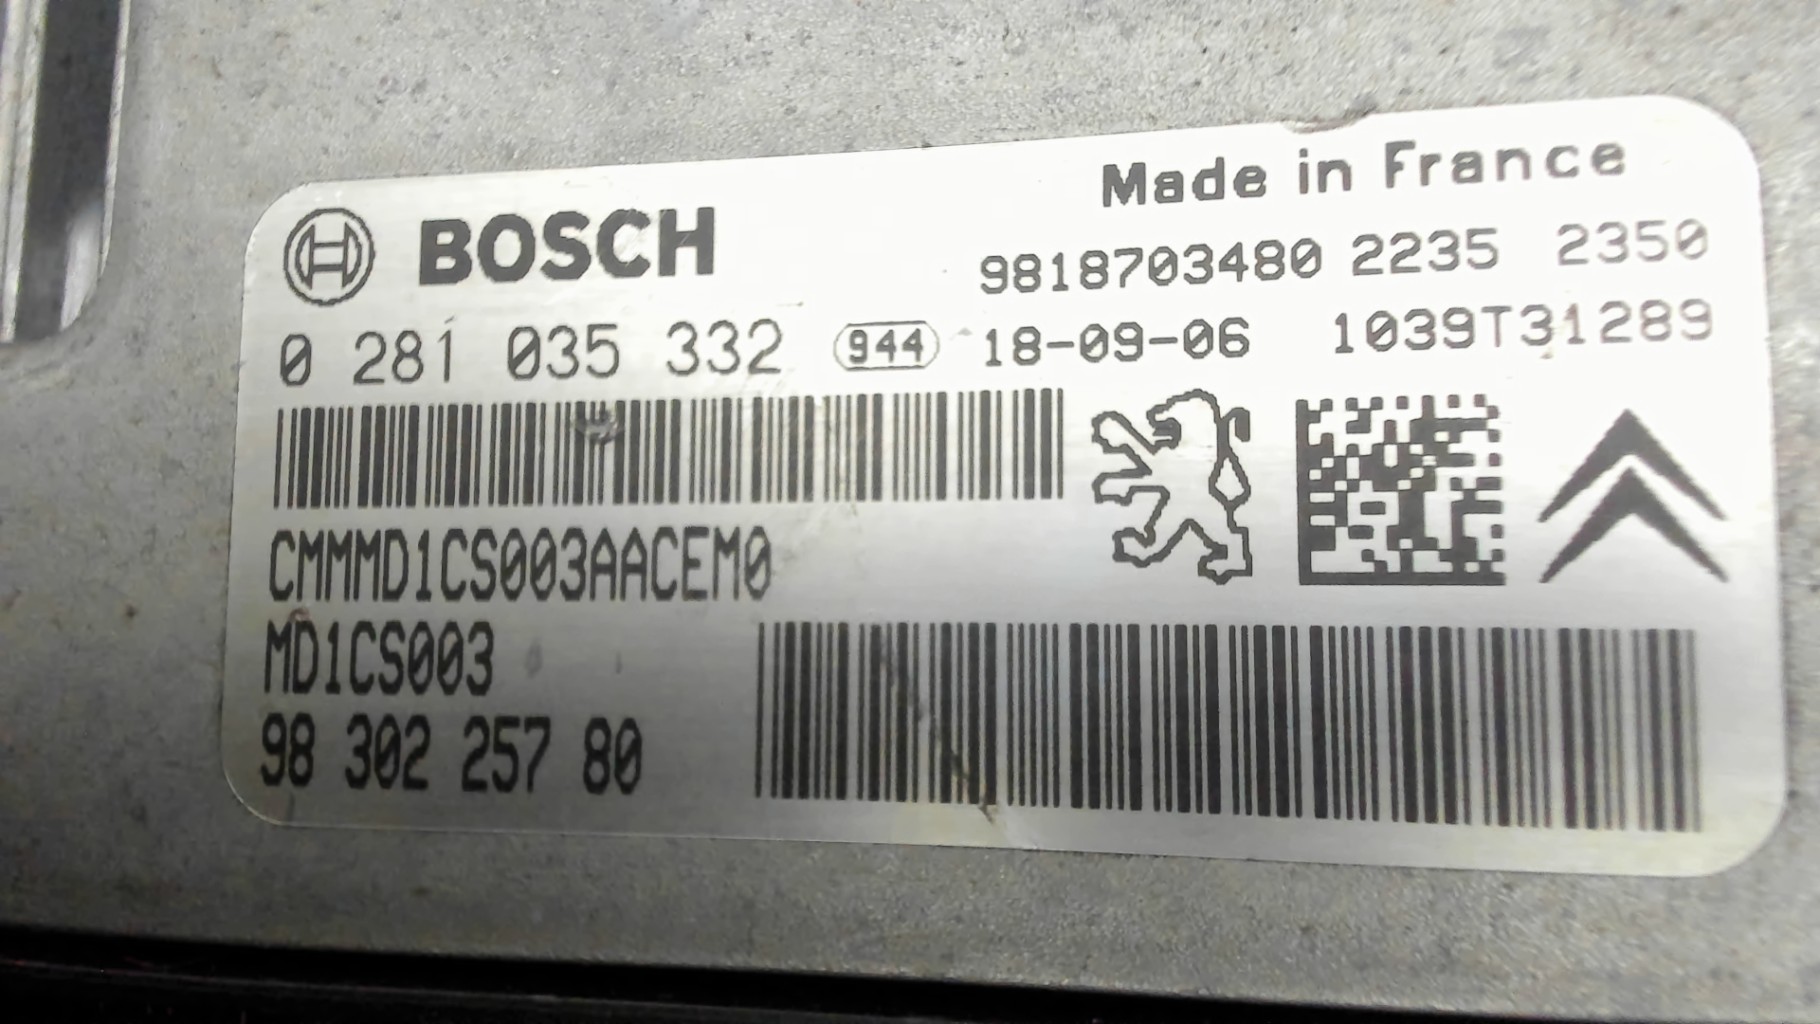 Made in France
BOSCH
9818703480 2235 2350
0 281 035 332 944 18-09-06 1039T31289
CMMMD1CS003AACEM0
MD1CS003
98 302 257 80